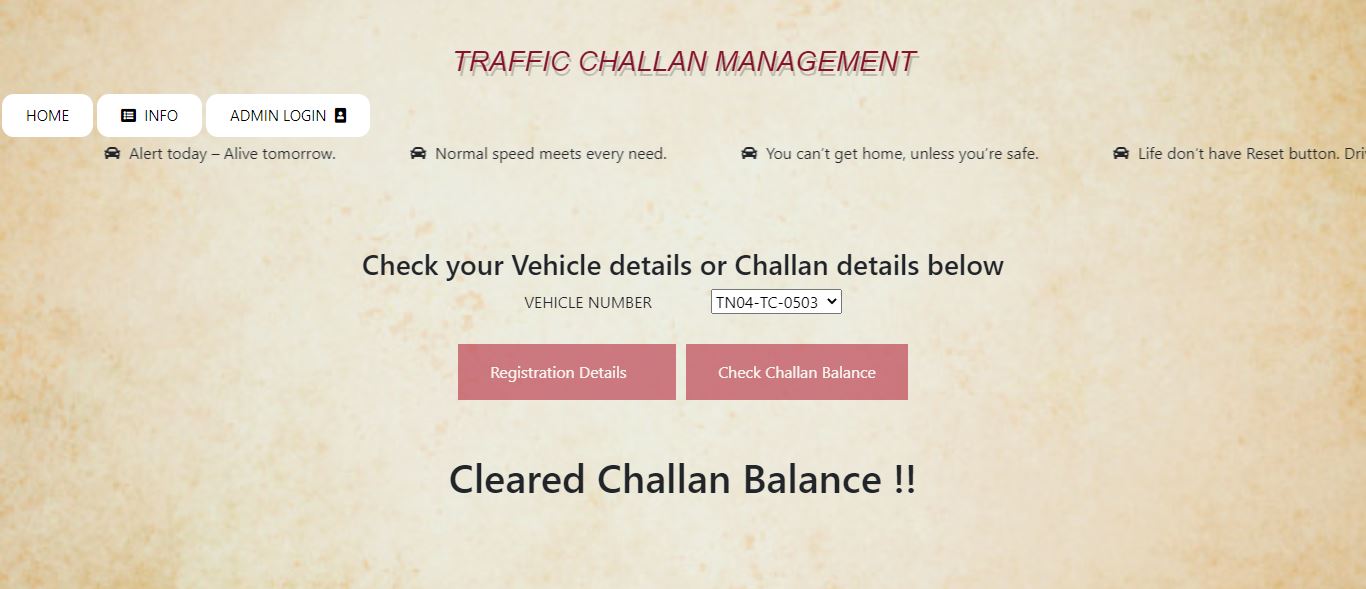 TRAFFIC CHALLAN MANAGEMENT
HOME INFO ADMIN LOGIN
Alert today – Alive tomorrow. Normal speed meets every need. You can't get home, unless you're safe. Life don't have Reset button.
Check your Vehicle details or Challan details below
VEHICLE NUMBER TN04-TC-0503
Registration Details Check Challan Balance
Cleared Challan Balance !!